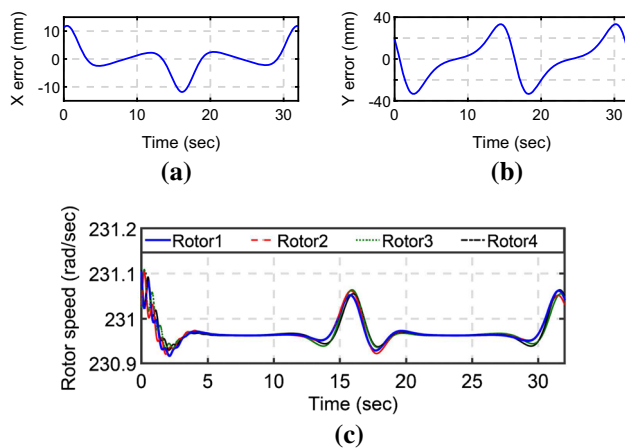 X error (mm)
10
0
-10
0 10 20 30
Time (sec)
(a)
Y error (mm)
40
0
-40
0 10 20 30
Time (sec)
(b)
Rotor speed (rad/sec)
231.2
231.1
231
230.9
Rotor1 Rotor2 Rotor3 Rotor4
0 5 10 15 20 25 30
Time (sec)
(c)